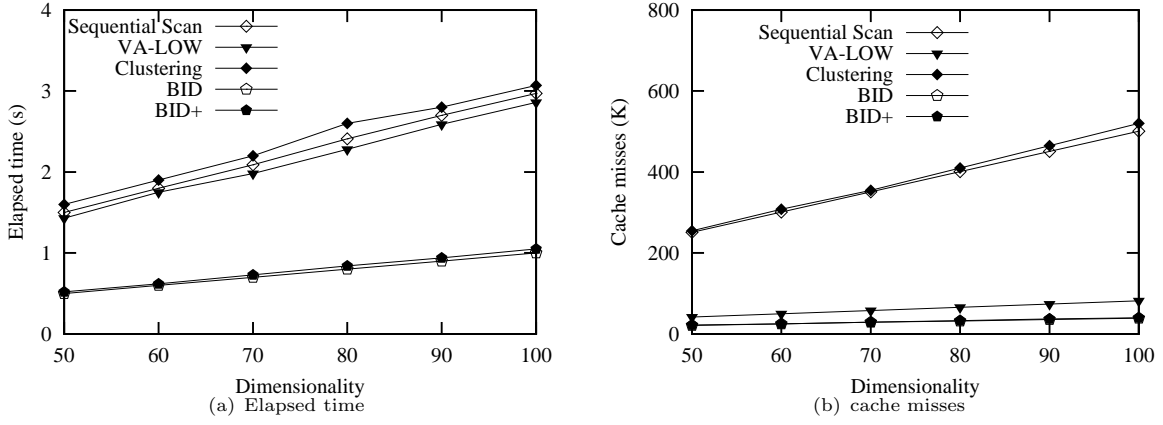 4
3
2
1
0
50 60 70 80 90 100
Elapsed time (s)
Dimensionality
Sequential Scan
VA-LOW
Clustering
BID
BID+
(a) Elapsed time
800
600
400
200
0
50 60 70 80 90 100
Cache misses (K)
Dimensionality
Sequential Scan
VA-LOW
Clustering
BID
BID+
(b) cache misses